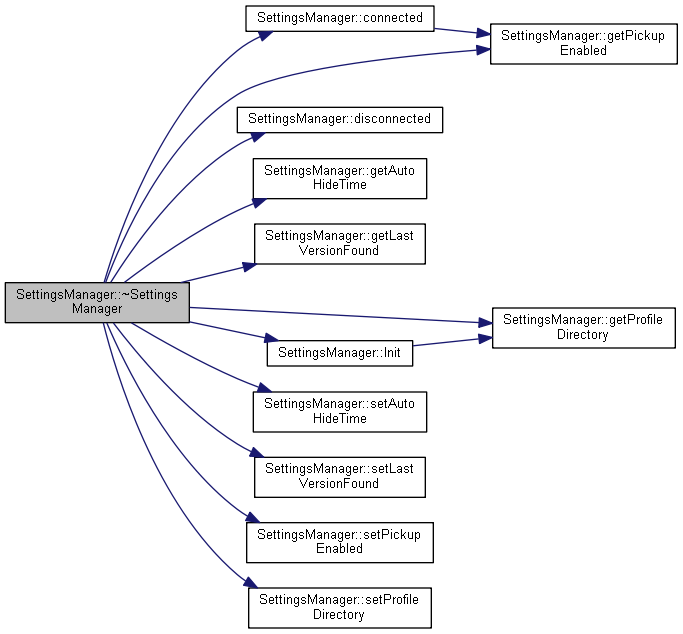 SettingsManager::connected
SettingsManager::getPickup
Enabled
SettingsManager::disconnected
SettingsManager::getAuto
HideTime
SettingsManager::getLast
VersionFound
SettingsManager::~Settings
Manager
SettingsManager::getProfile
Directory
SettingsManager::Init
SettingsManager::setAuto
HideTime
SettingsManager::setLast
VersionFound
SettingsManager::setPickup
Enabled
SettingsManager::setProfile
Directory